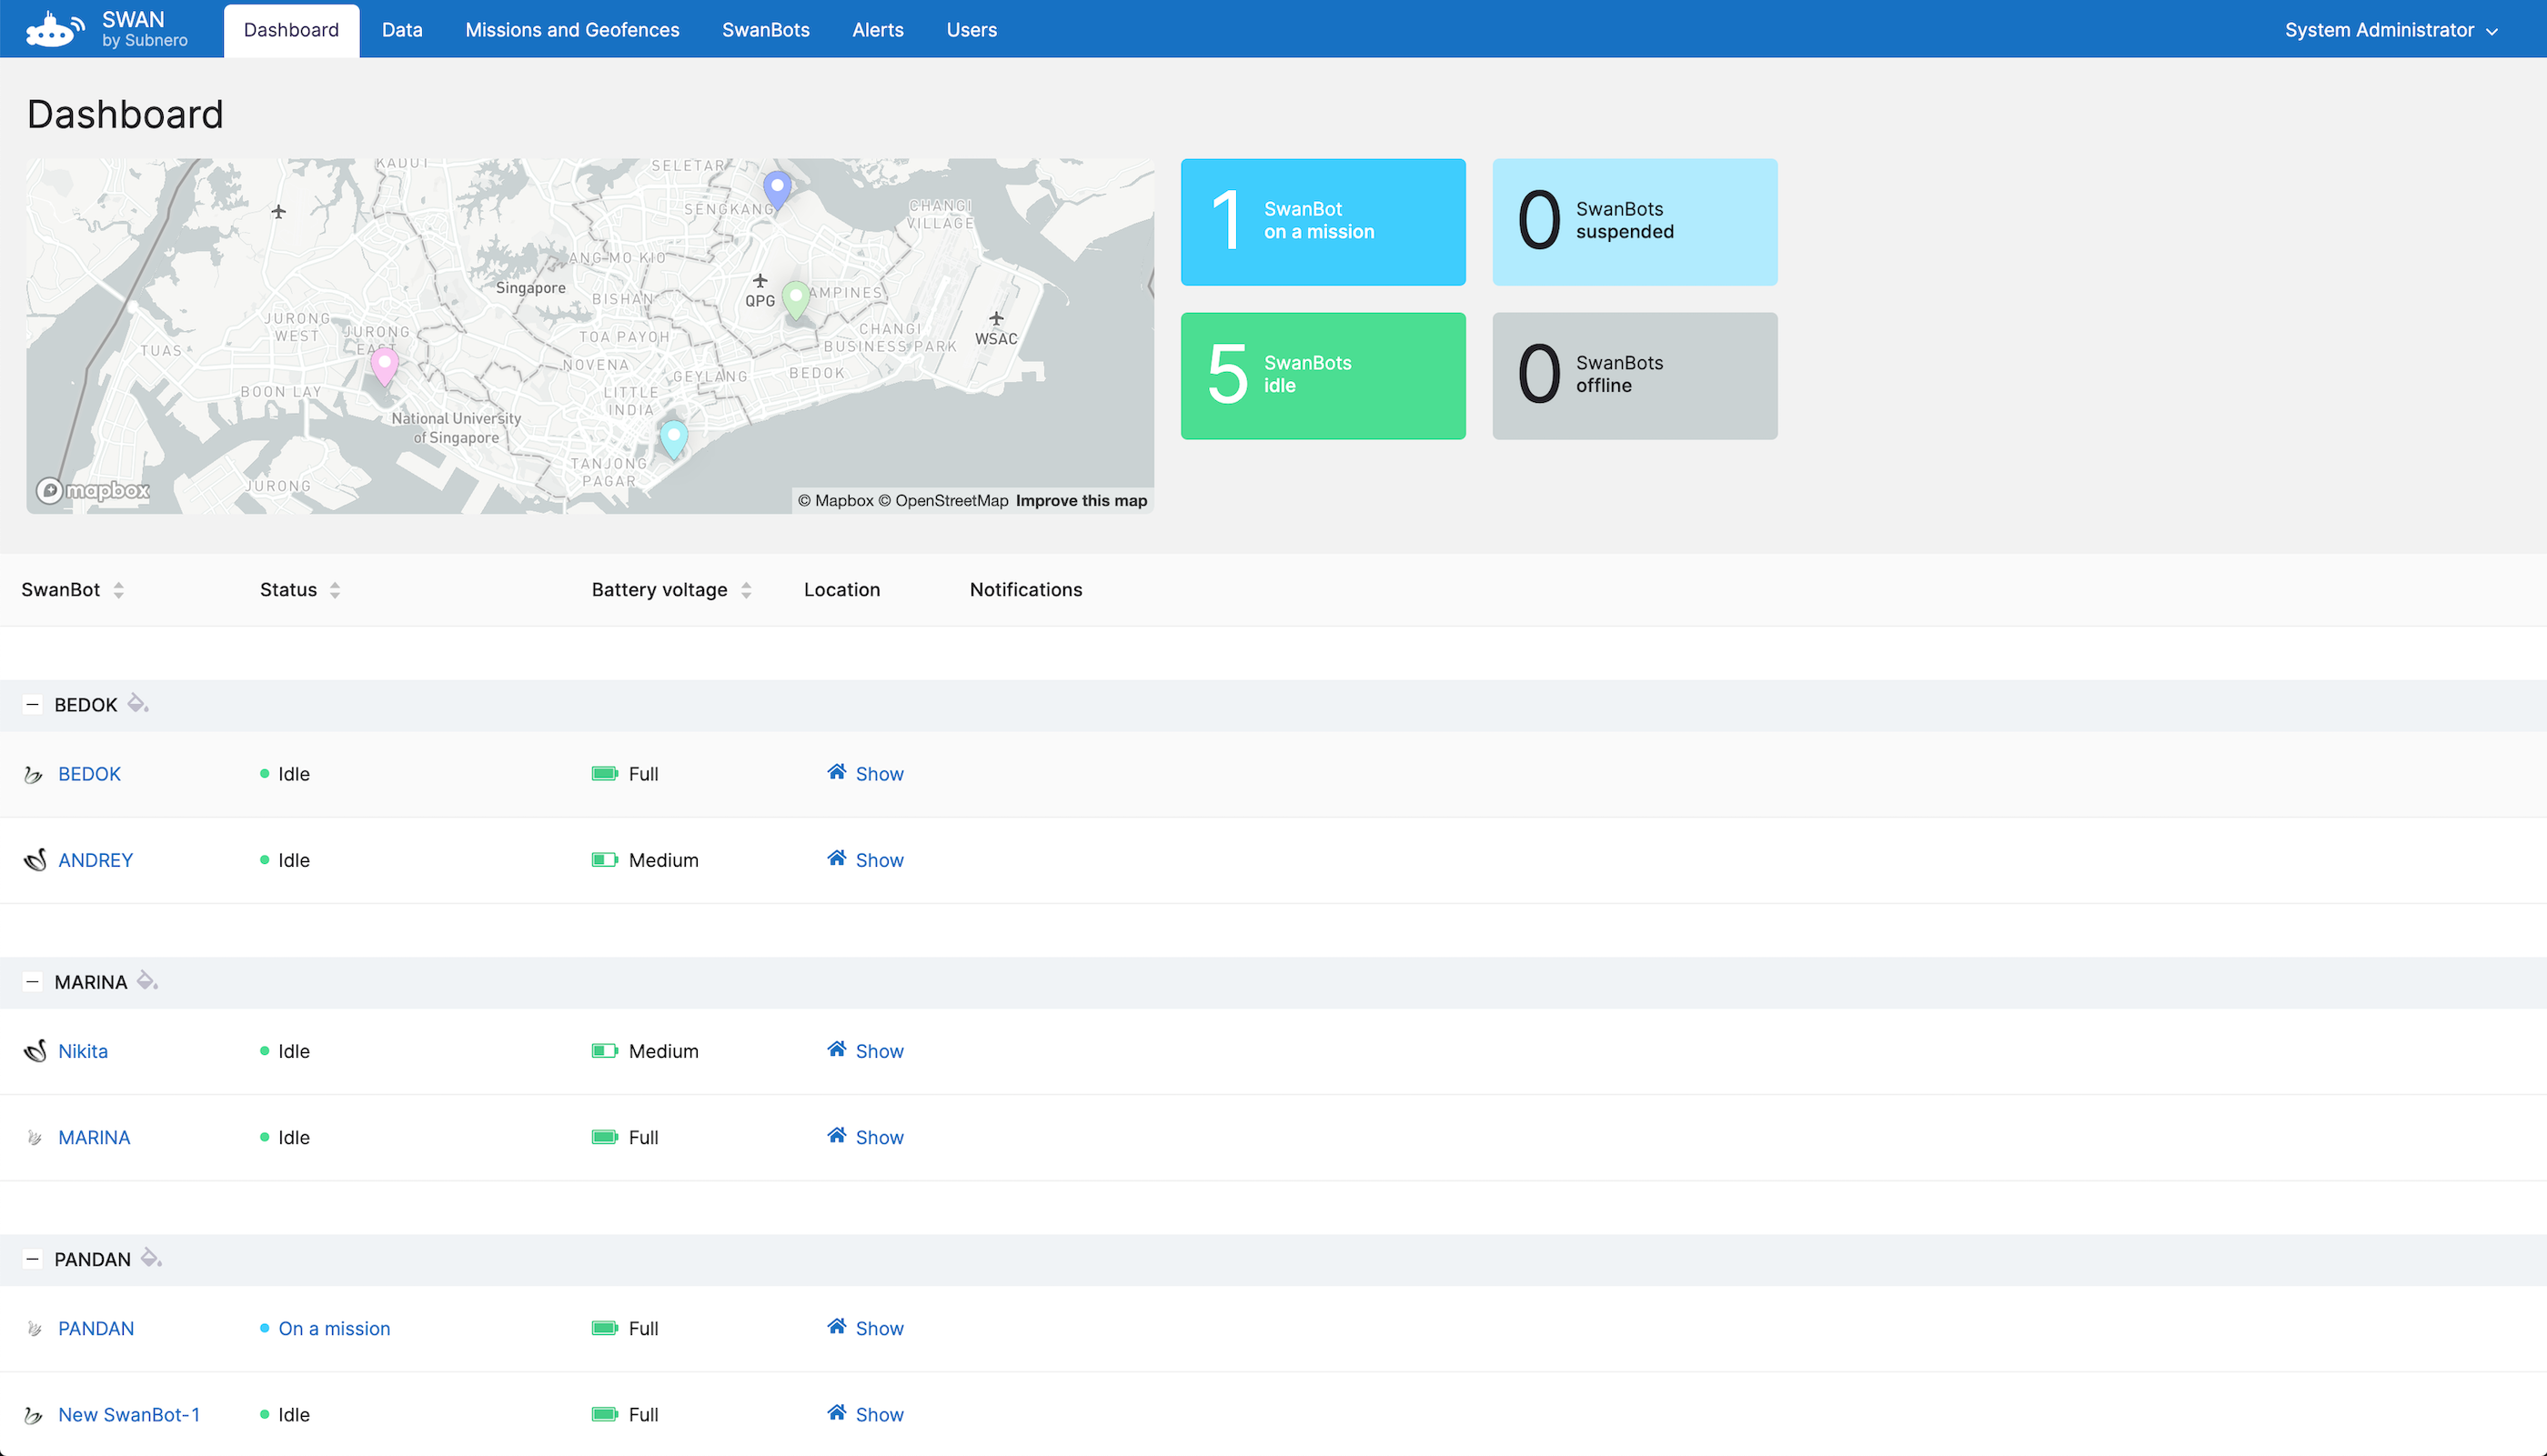 SWAN
by Subnero
Dashboard
Data
Missions and Geofences
SwanBots
Alerts
Users
System Administrator
Dashboard
KADUT
SELETAR
SENGKANG
CHANGI
VILLAGE
ANG MO KIO
Singapore
BISHAN
QPG
AMPINES
JURONG
WEST
JURONG
EAST
TOA PAYOH
CHANGI
BUSINESS PARK
WSAC
TUAS
NOVENA
GEYLANG
BEDOK
BOON LAY
LITTLE
INDIA
National University
of Singapore
TANJONG
PAGAR
JURONG
mapbox
© Mapbox © OpenStreetMap Improve this map
1 SwanBot
on a mission
0 SwanBots
suspended
5 SwanBots
idle
0 SwanBots
offline
SwanBot Status Battery voltage Location Notifications
BEDOK
BEDOK Idle Full Show
ANDREY Idle Medium Show
MARINA
Nikita Idle Medium Show
MARINA Idle Full Show
PANDAN
PANDAN On a mission Full Show
New SwanBot-1 Idle Full Show